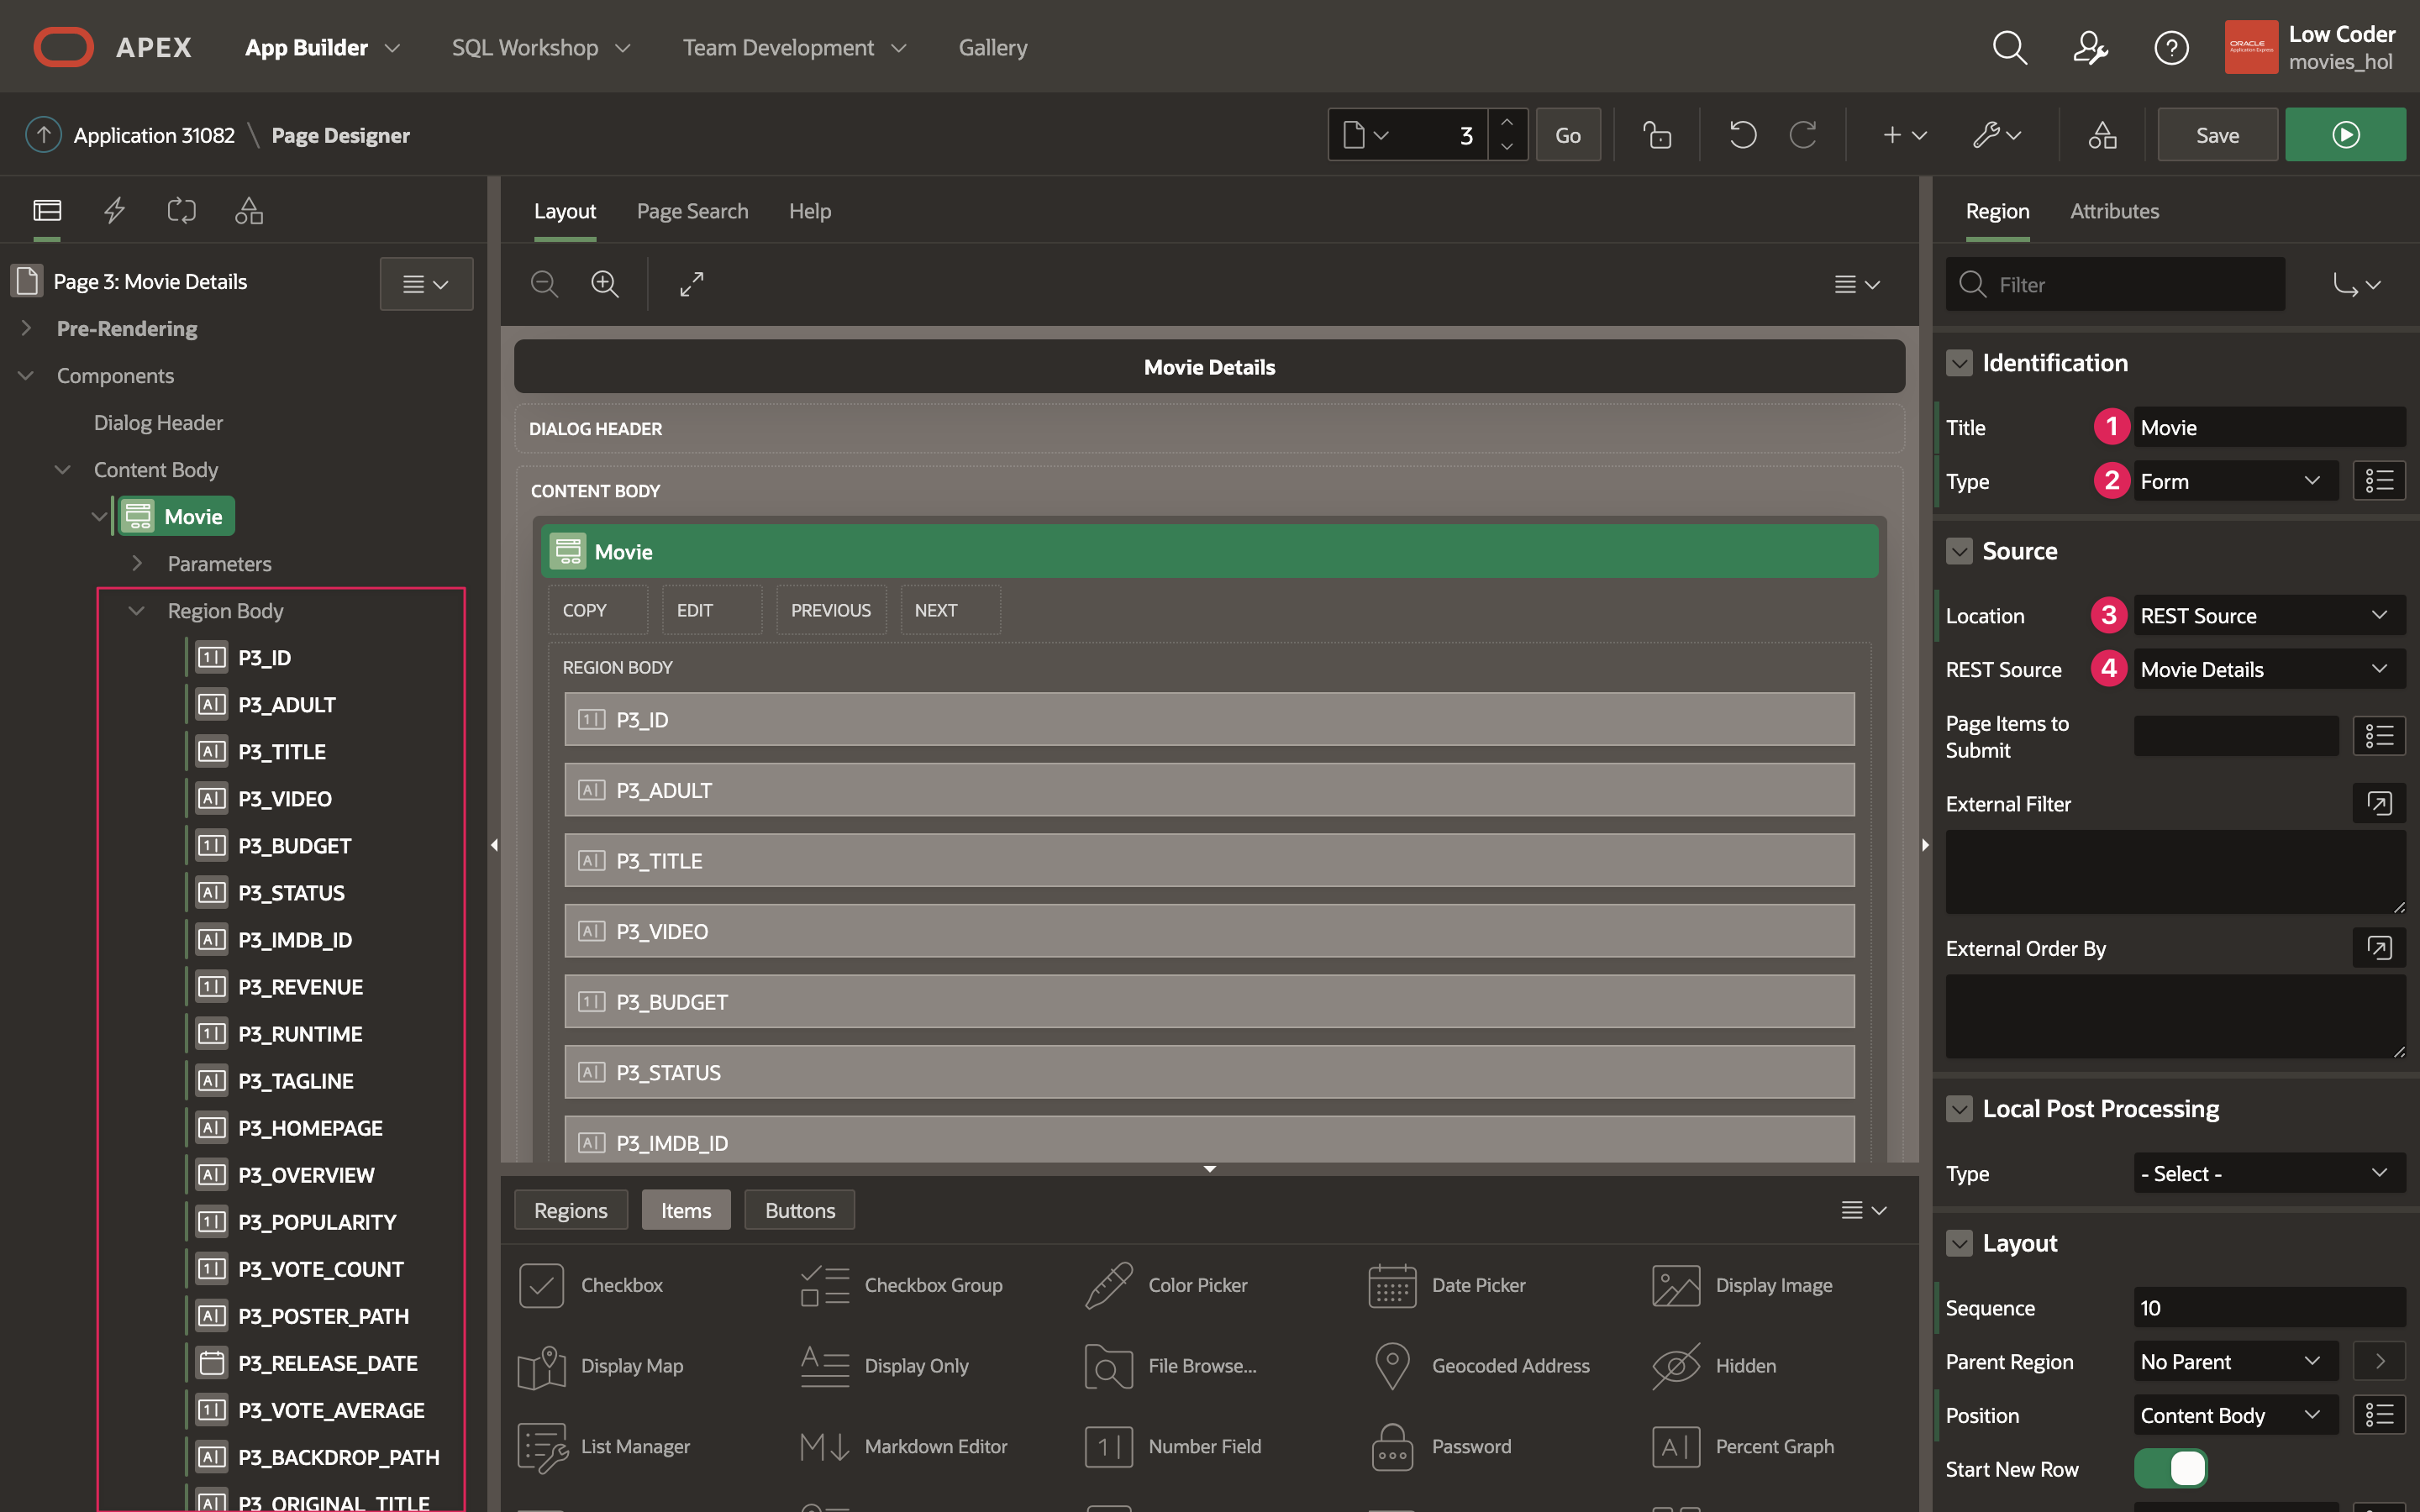 APEX
App Builder
SQL Workshop
Team Development
Gallery
ORACLE
Application Express
Low Coder
movies_hol
Application 31082 \ Page Designer
3
Go
Save
Page 3: Movie Details
Pre-Rendering
Components
Dialog Header
Content Body
Movie
Parameters
Region Body
P3_ID
P3_ADULT
P3_TITLE
P3_VIDEO
P3_BUDGET
P3_STATUS
P3_IMDB_ID
P3_REVENUE
P3_RUNTIME
P3_TAGLINE
P3_HOMEPAGE
P3_OVERVIEW
P3_POPULARITY
P3_VOTE_COUNT
P3_POSTER_PATH
P3_RELEASE_DATE
P3_VOTE_AVERAGE
P3_BACKDROP_PATH
P3_ORIGINAL_TITLE
Layout
Page Search
Help
Movie Details
DIALOG HEADER
CONTENT BODY
Movie
COPY
EDIT
PREVIOUS
NEXT
REGION BODY
P3_ID
P3_ADULT
P3_TITLE
P3_VIDEO
P3_BUDGET
P3_STATUS
P3_IMDB_ID
Regions
Items
Buttons
Checkbox
Checkbox Group
Color Picker
Date Picker
Display Image
Display Map
Display Only
File Browse...
Geocoded Address
Hidden
List Manager
Markdown Editor
Number Field
Password
Percent Graph
Region
Attributes
Filter
Identification
Title 1 Movie
Type 2 Form
Source
Location 3 REST Source
REST Source 4 Movie Details
Page Items to
Submit
External Filter
External Order By
Local Post Processing
Type - Select -
Layout
Sequence 10
Parent Region No Parent
Position Content Body
Start New Row